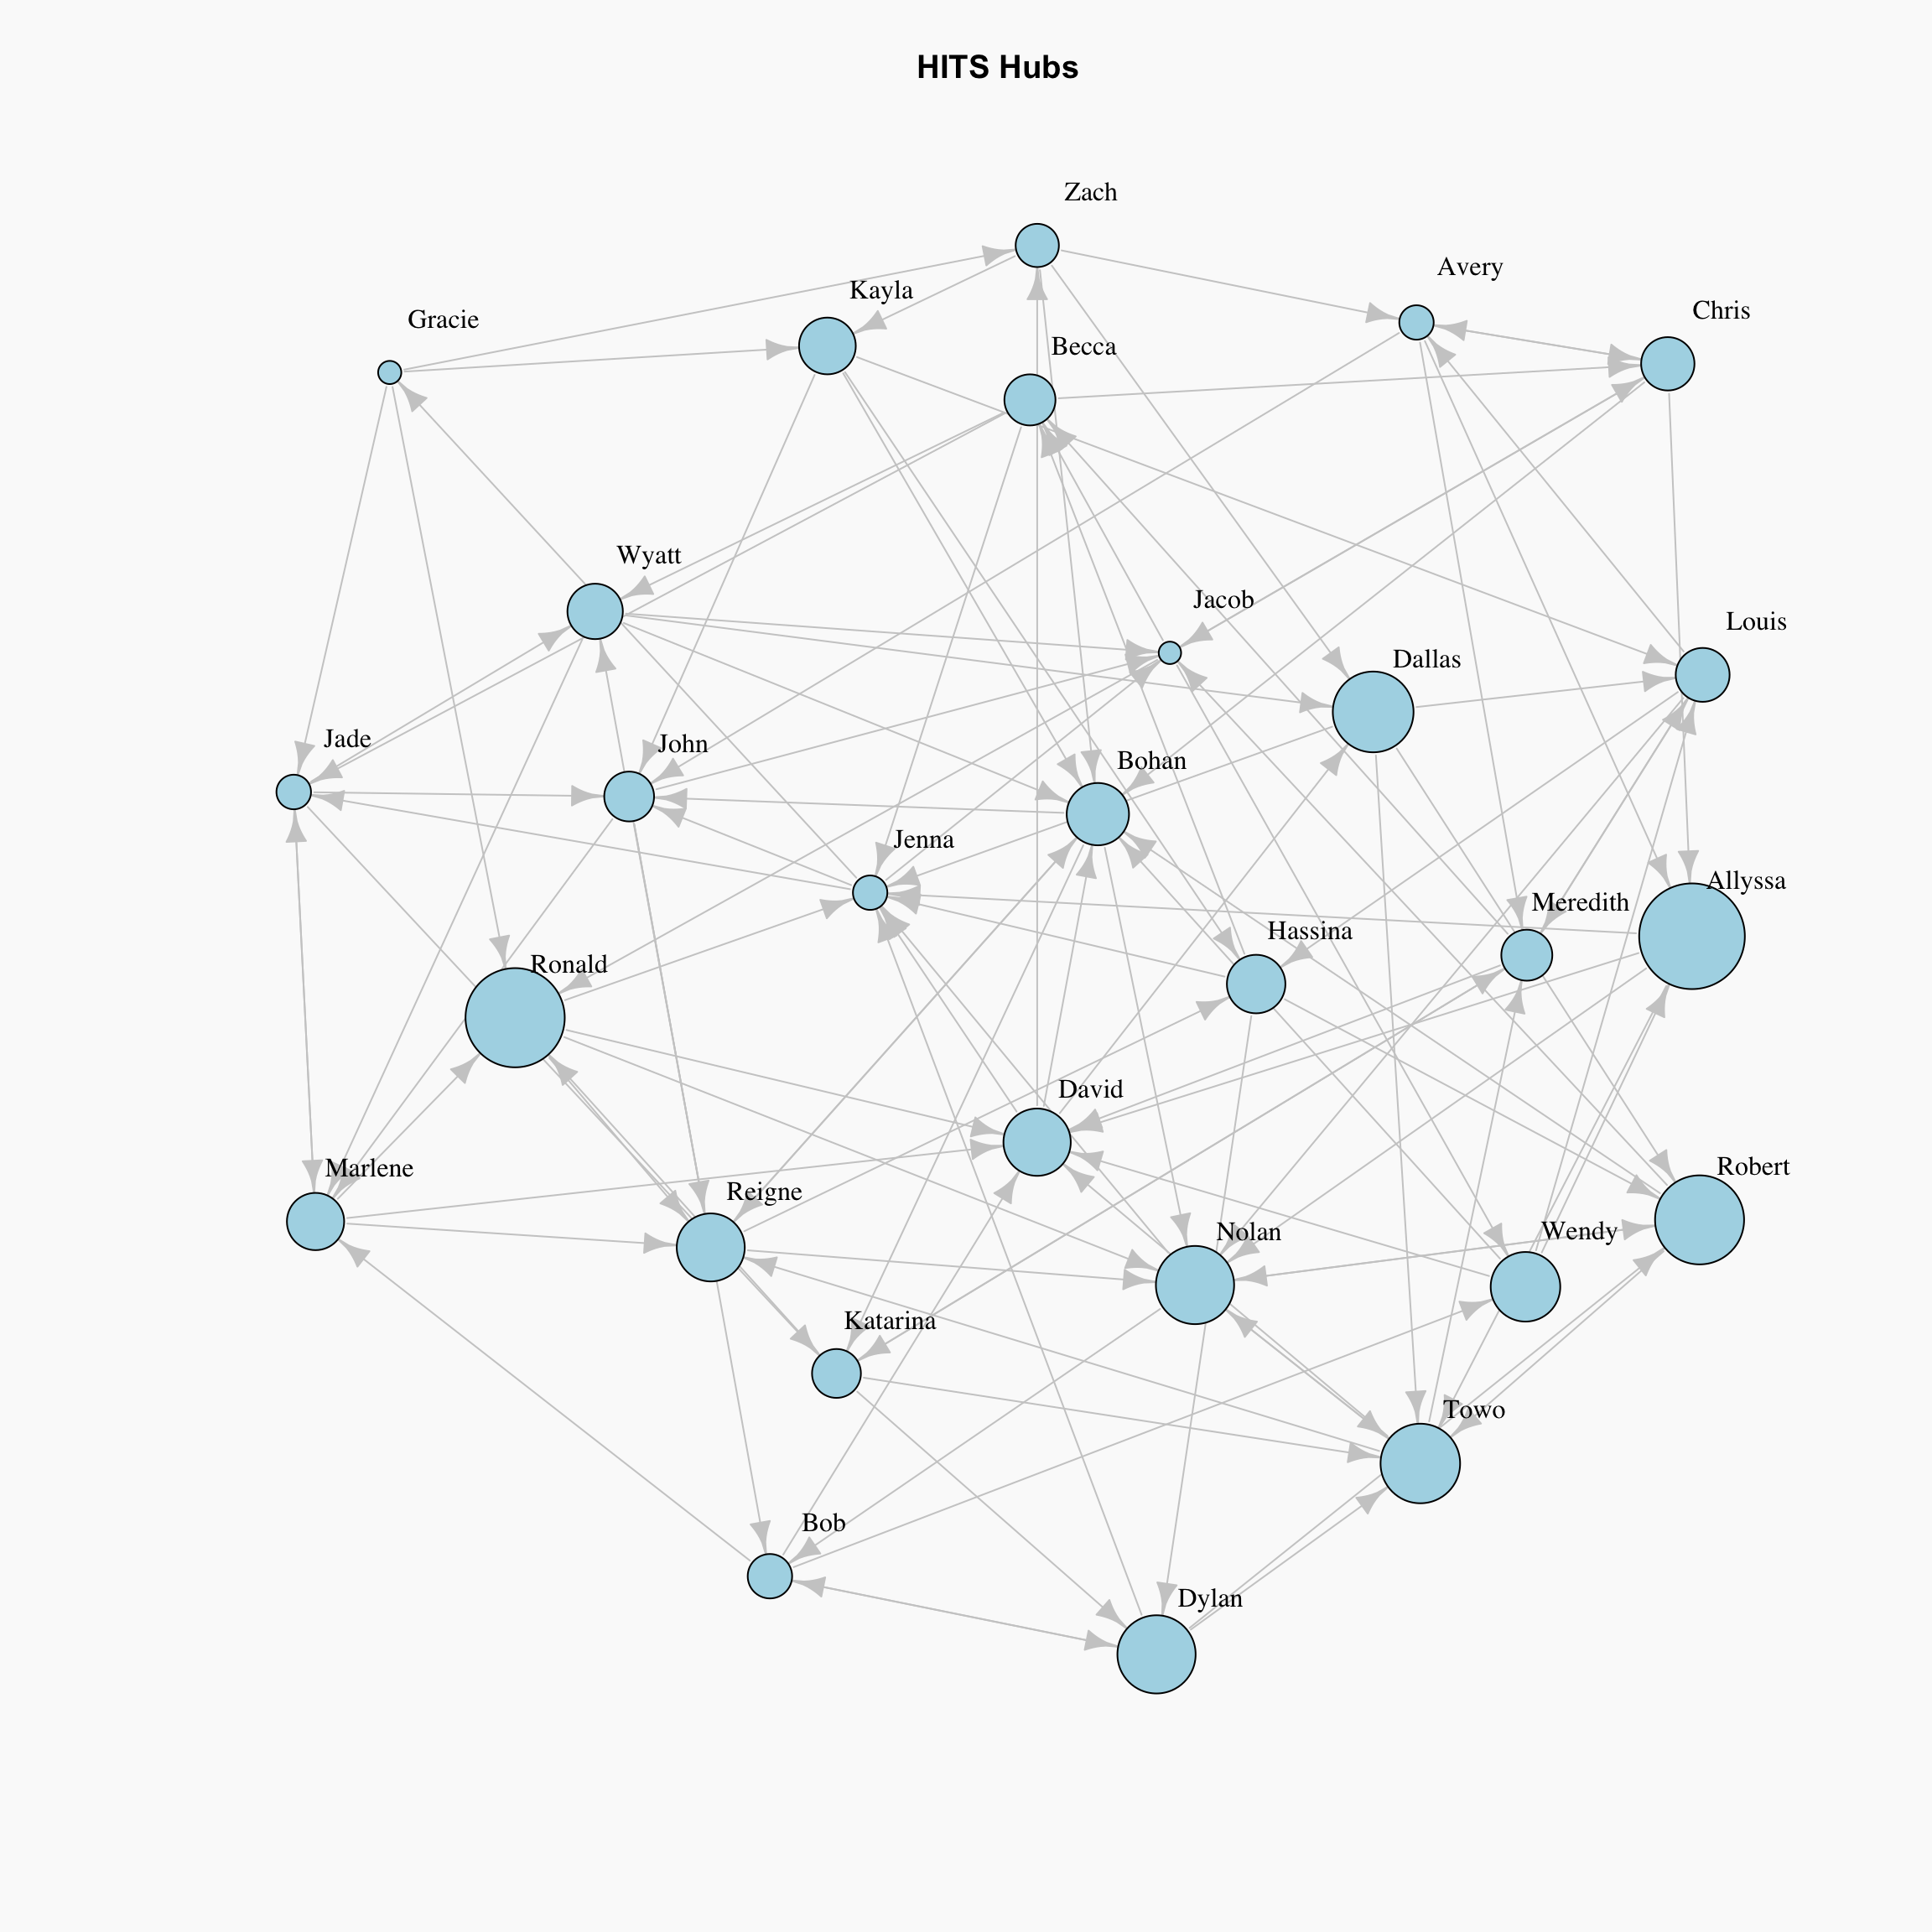 HITS Hubs
Zach
Avery
Kayla
Chris
Gracie
Becca
Wyatt
Jacob
Louis
Dallas
Jade
John
Bohan
Jenna
Allyssa
Meredith
Hassina
Ronald
David
Robert
Marlene
Reigne
Nolan
Wendy
Katarina
Towo
Bob
Dylan